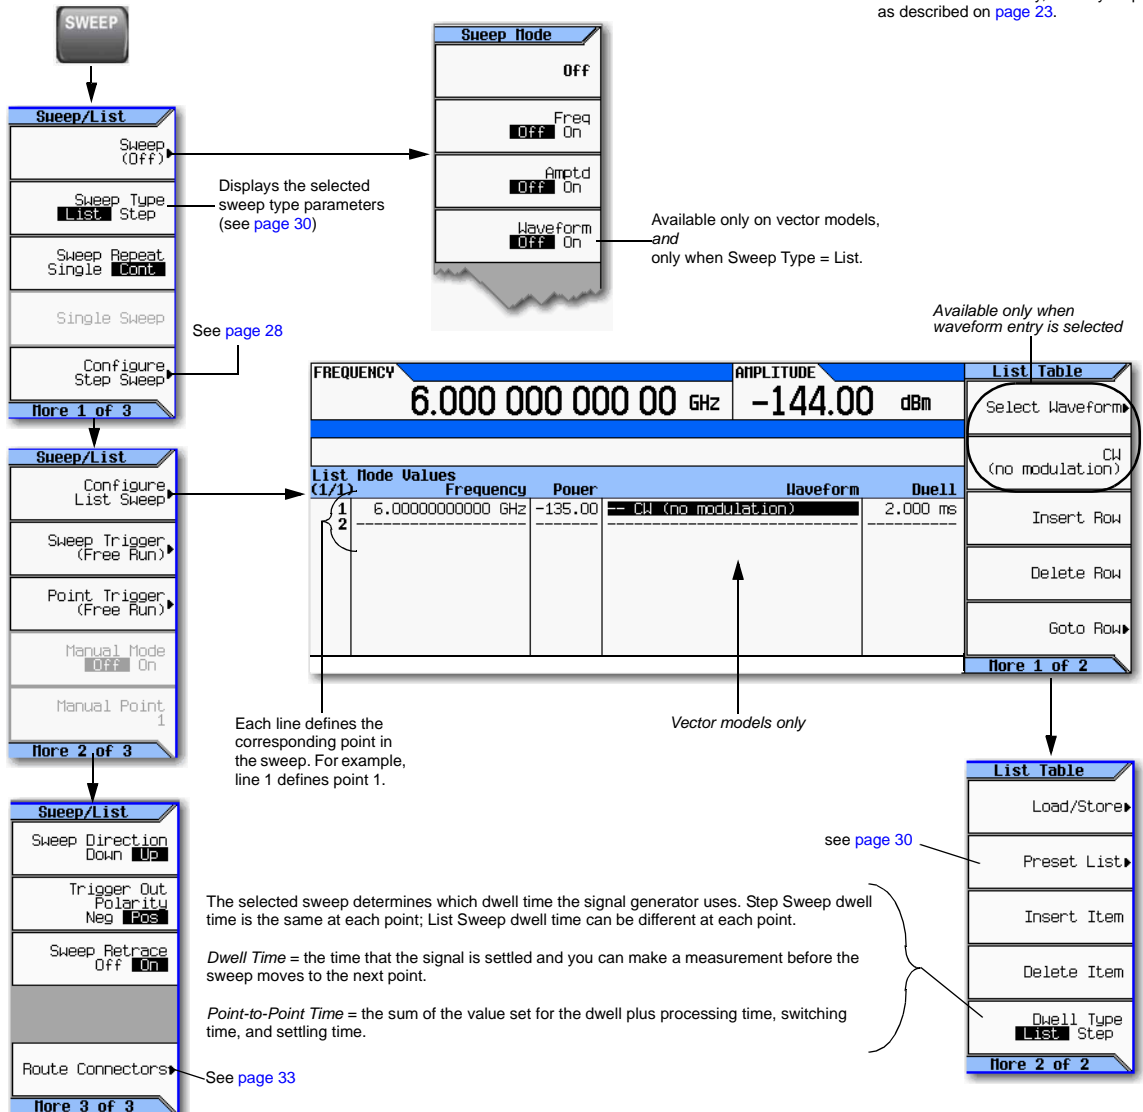 as described on page 23.
SWEEP
Sweep/List
Sweep
(Off)
Sweep Type
List Step
Sweep Repeat
Single Cont
Single Sweep
Configure
Step Sweep
More 1 of 3
Sweep Mode
Off
Freq
Off On
Amptd
Off On
Waveform
Off On
Displays the selected
sweep type parameters
(see page 30)
Available only on vector models,
and
only when Sweep Type = List.
See page 28
Available only when
waveform entry is selected
FREQUENCY
6.000 000 000 00 GHz
AMPLITUDE
-144.00 dBm
List Mode Values
(1/1) Frequency Power Waveform Dwell
1 6.00000000000 GHz -135.00 -- CW (no modulation) 2.000 ms
2 ----------------- ------- ------------------------------ ----------
List Table
Select Waveform
CW
(no modulation)
Insert Row
Delete Row
Goto Row
More 1 of 2
Sweep/List
Configure
List Sweep
Sweep Trigger
(Free Run)
Point Trigger
(Free Run)
Manual Mode
Off On
Manual Point
1
More 2 of 3
Each line defines the
corresponding point in
the sweep. For example,
line 1 defines point 1.
Vector models only
Sweep/List
Sweep Direction
Down Up
Trigger Out
Polarity
Neg Pos
Sweep Retrace
Off On
Route Connectors
More 3 of 3
See page 33
see page 30
The selected sweep determines which dwell time the signal generator uses. Step Sweep dwell
time is the same at each point; List Sweep dwell time can be different at each point.
Dwell Time = the time that the signal is settled and you can make a measurement before the
sweep moves to the next point.
Point-to-Point Time = the sum of the value set for the dwell plus processing time, switching
time, and settling time.
List Table
Load/Store
Preset List
Insert Item
Delete Item
Dwell Type
List Step
More 2 of 2